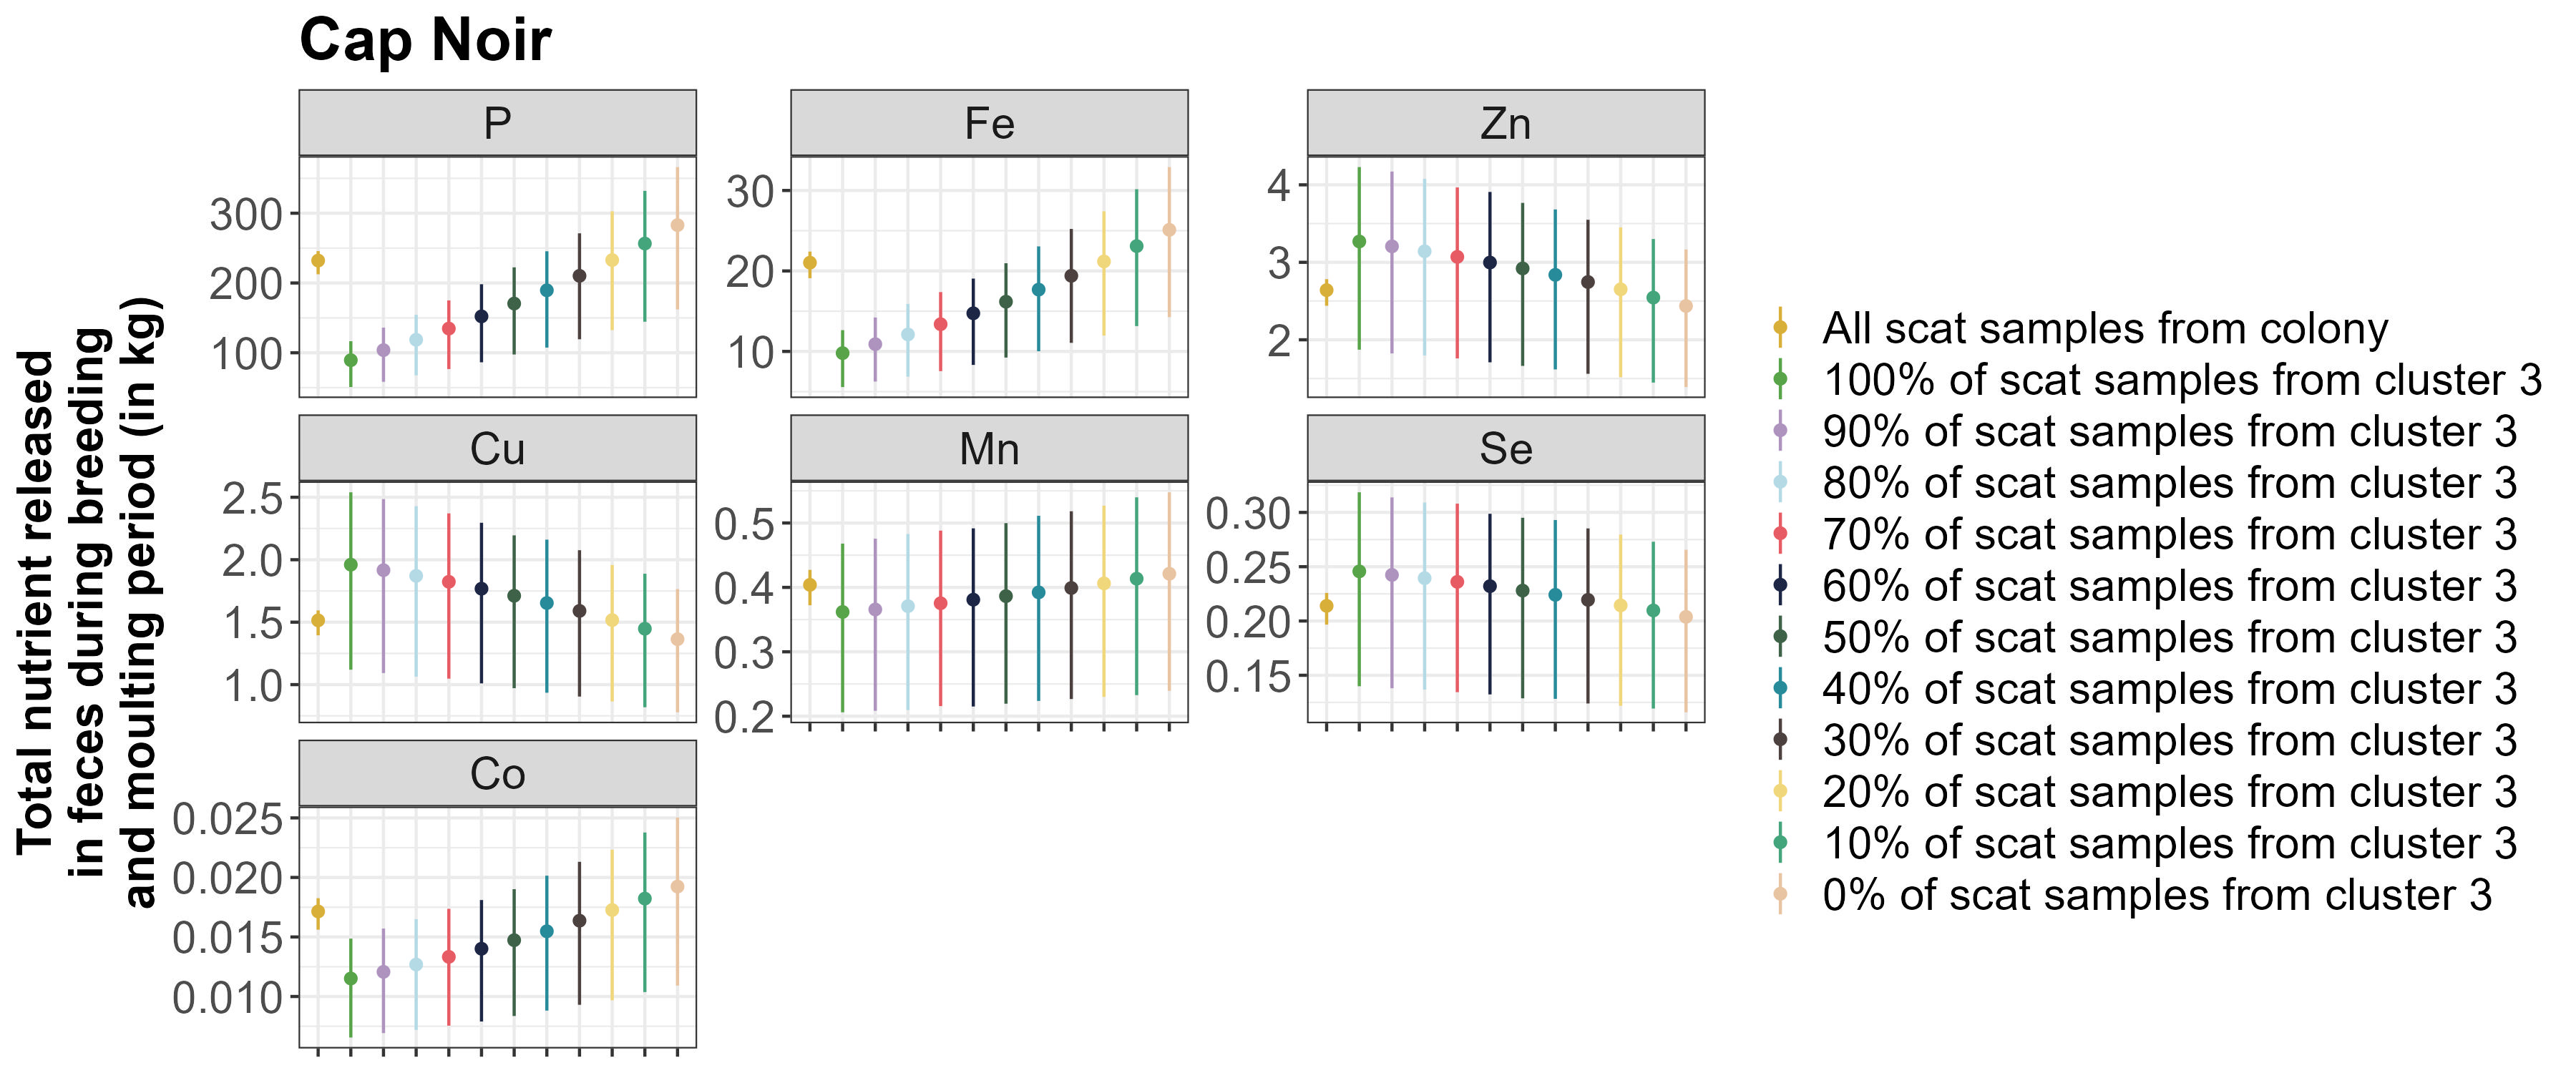 Cap Noir
Total nutrient released
in feces during breeding
and moulting period (in kg)
P
300
200
100
Fe
30
20
10
Zn
4
3
2
Cu
2.5
2.0
1.5
1.0
Mn
0.5
0.4
0.3
0.2
Se
0.30
0.25
0.20
0.15
Co
0.025
0.020
0.015
0.010
All scat samples from colony
100% of scat samples from cluster 3
90% of scat samples from cluster 3
80% of scat samples from cluster 3
70% of scat samples from cluster 3
60% of scat samples from cluster 3
50% of scat samples from cluster 3
40% of scat samples from cluster 3
30% of scat samples from cluster 3
20% of scat samples from cluster 3
10% of scat samples from cluster 3
0% of scat samples from cluster 3